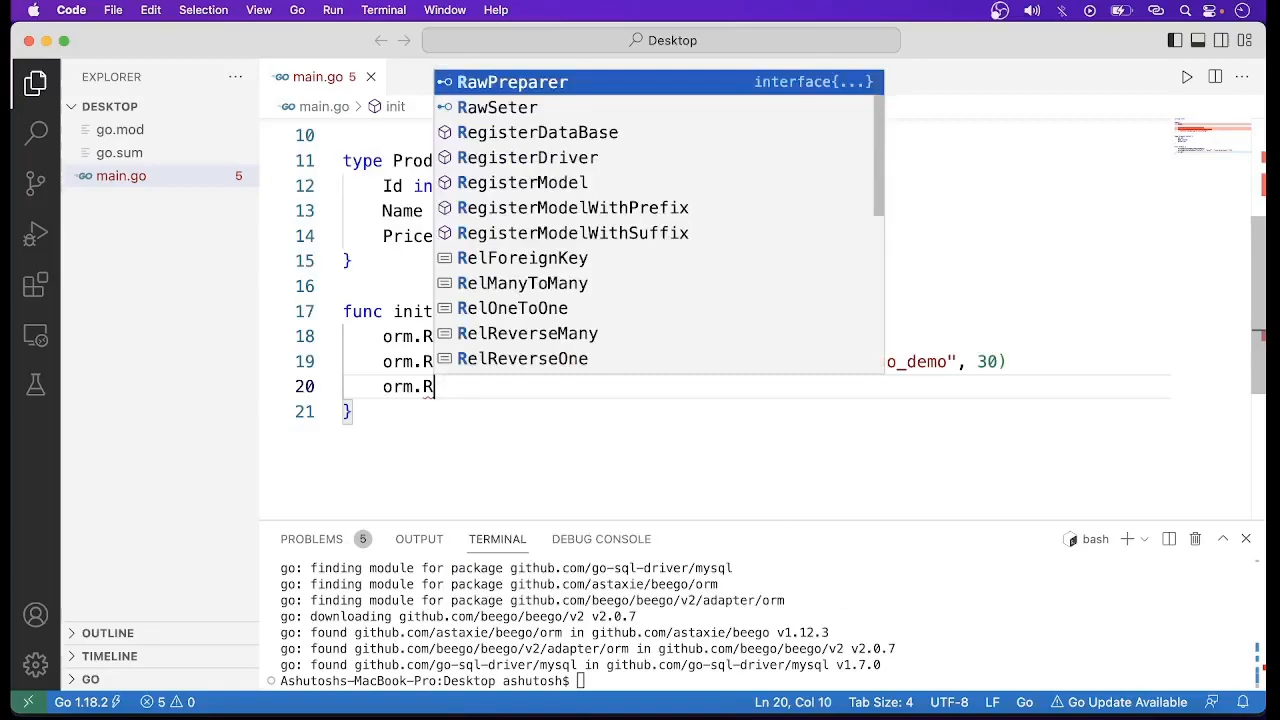 Code File Edit Selection View Go Run Terminal Window Help
Desktop
EXPLORER
DESKTOP
go.mod
go.sum
main.go 5
OUTLINE
TIMELINE
GO
main.go 5
main.go > init
10
11 type Prod
12 Id in
13 Name
14 Price
15 }
16
17 func init
18 orm.R
19 orm.R o_demo", 30)
20 orm.R
21 }
RawPreparer interface{...}
RawSeter
RegisterDataBase
RegisterDriver
RegisterModel
RegisterModelWithPrefix
RegisterModelWithSuffix
RelForeignKey
RelManyToMany
RelOneToOne
RelReverseMany
RelReverseOne
PROBLEMS 5 OUTPUT TERMINAL DEBUG CONSOLE bash
go: finding module for package github.com/go-sql-driver/mysql
go: finding module for package github.com/astaxie/beego/orm
go: finding module for package github.com/beego/beego/v2/adapter/orm
go: downloading github.com/beego/beego/v2 v2.0.7
go: found github.com/astaxie/beego/orm in github.com/astaxie/beego v1.12.3
go: found github.com/beego/beego/v2/adapter/orm in github.com/beego/beego/v2 v2.0.7
go: found github.com/go-sql-driver/mysql in github.com/go-sql-driver/mysql v1.7.0
Ashutoshs-MacBook-Pro:Desktop ashutosh$
Go 1.18.2 5 0 Ln 20, Col 10 Tab Size: 4 UTF-8 LF Go Go Update Available